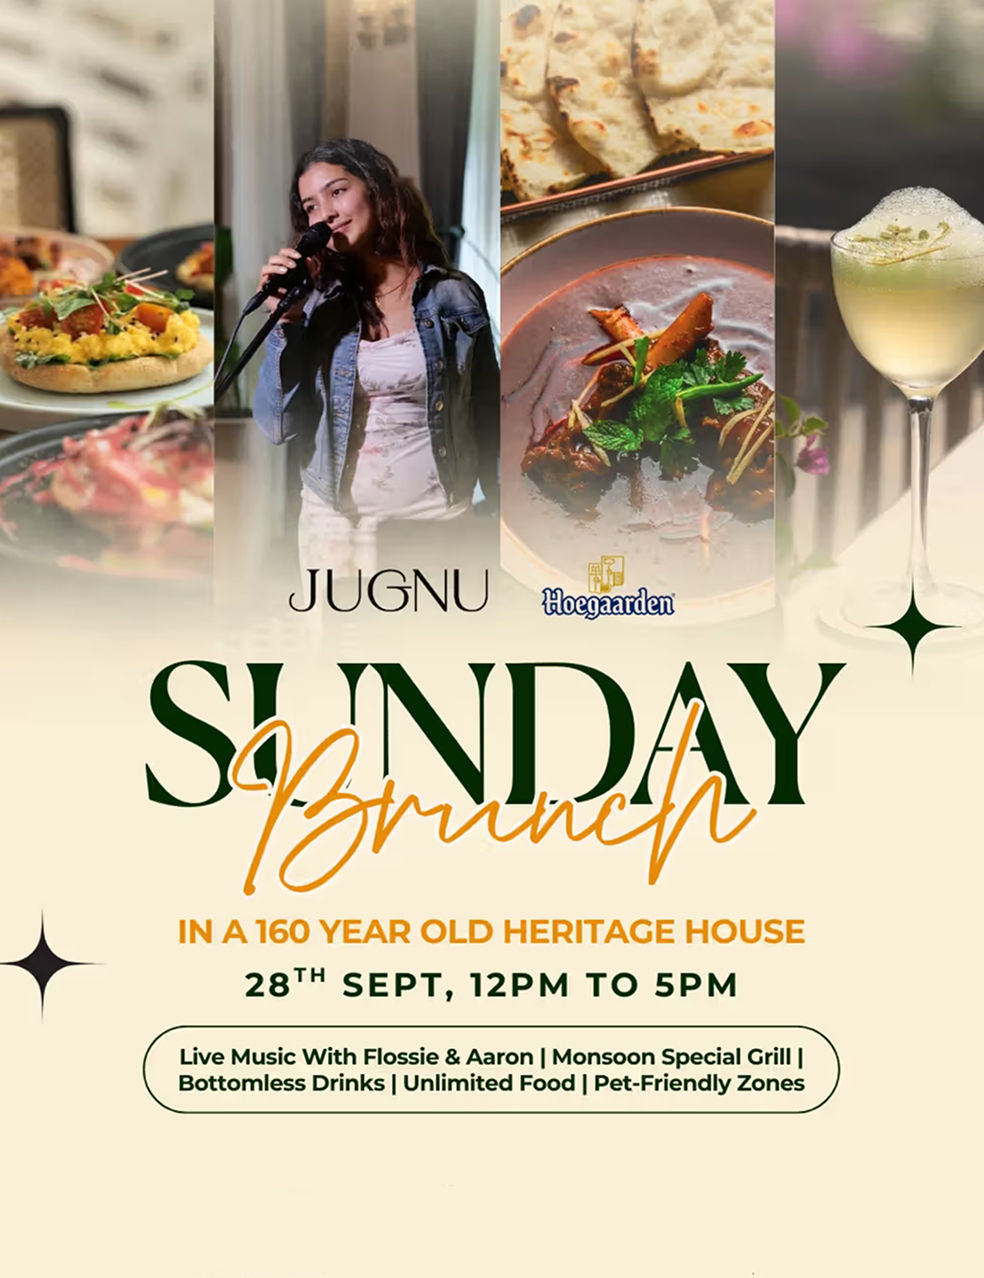 JUGNU
Hoegaarden
SUNDAY
Brunch
IN A 160 YEAR OLD HERITAGE HOUSE
28TH SEPT, 12PM TO 5PM
Live Music With Flossie & Aaron | Monsoon Special Grill |
Bottomless Drinks | Unlimited Food | Pet-Friendly Zones